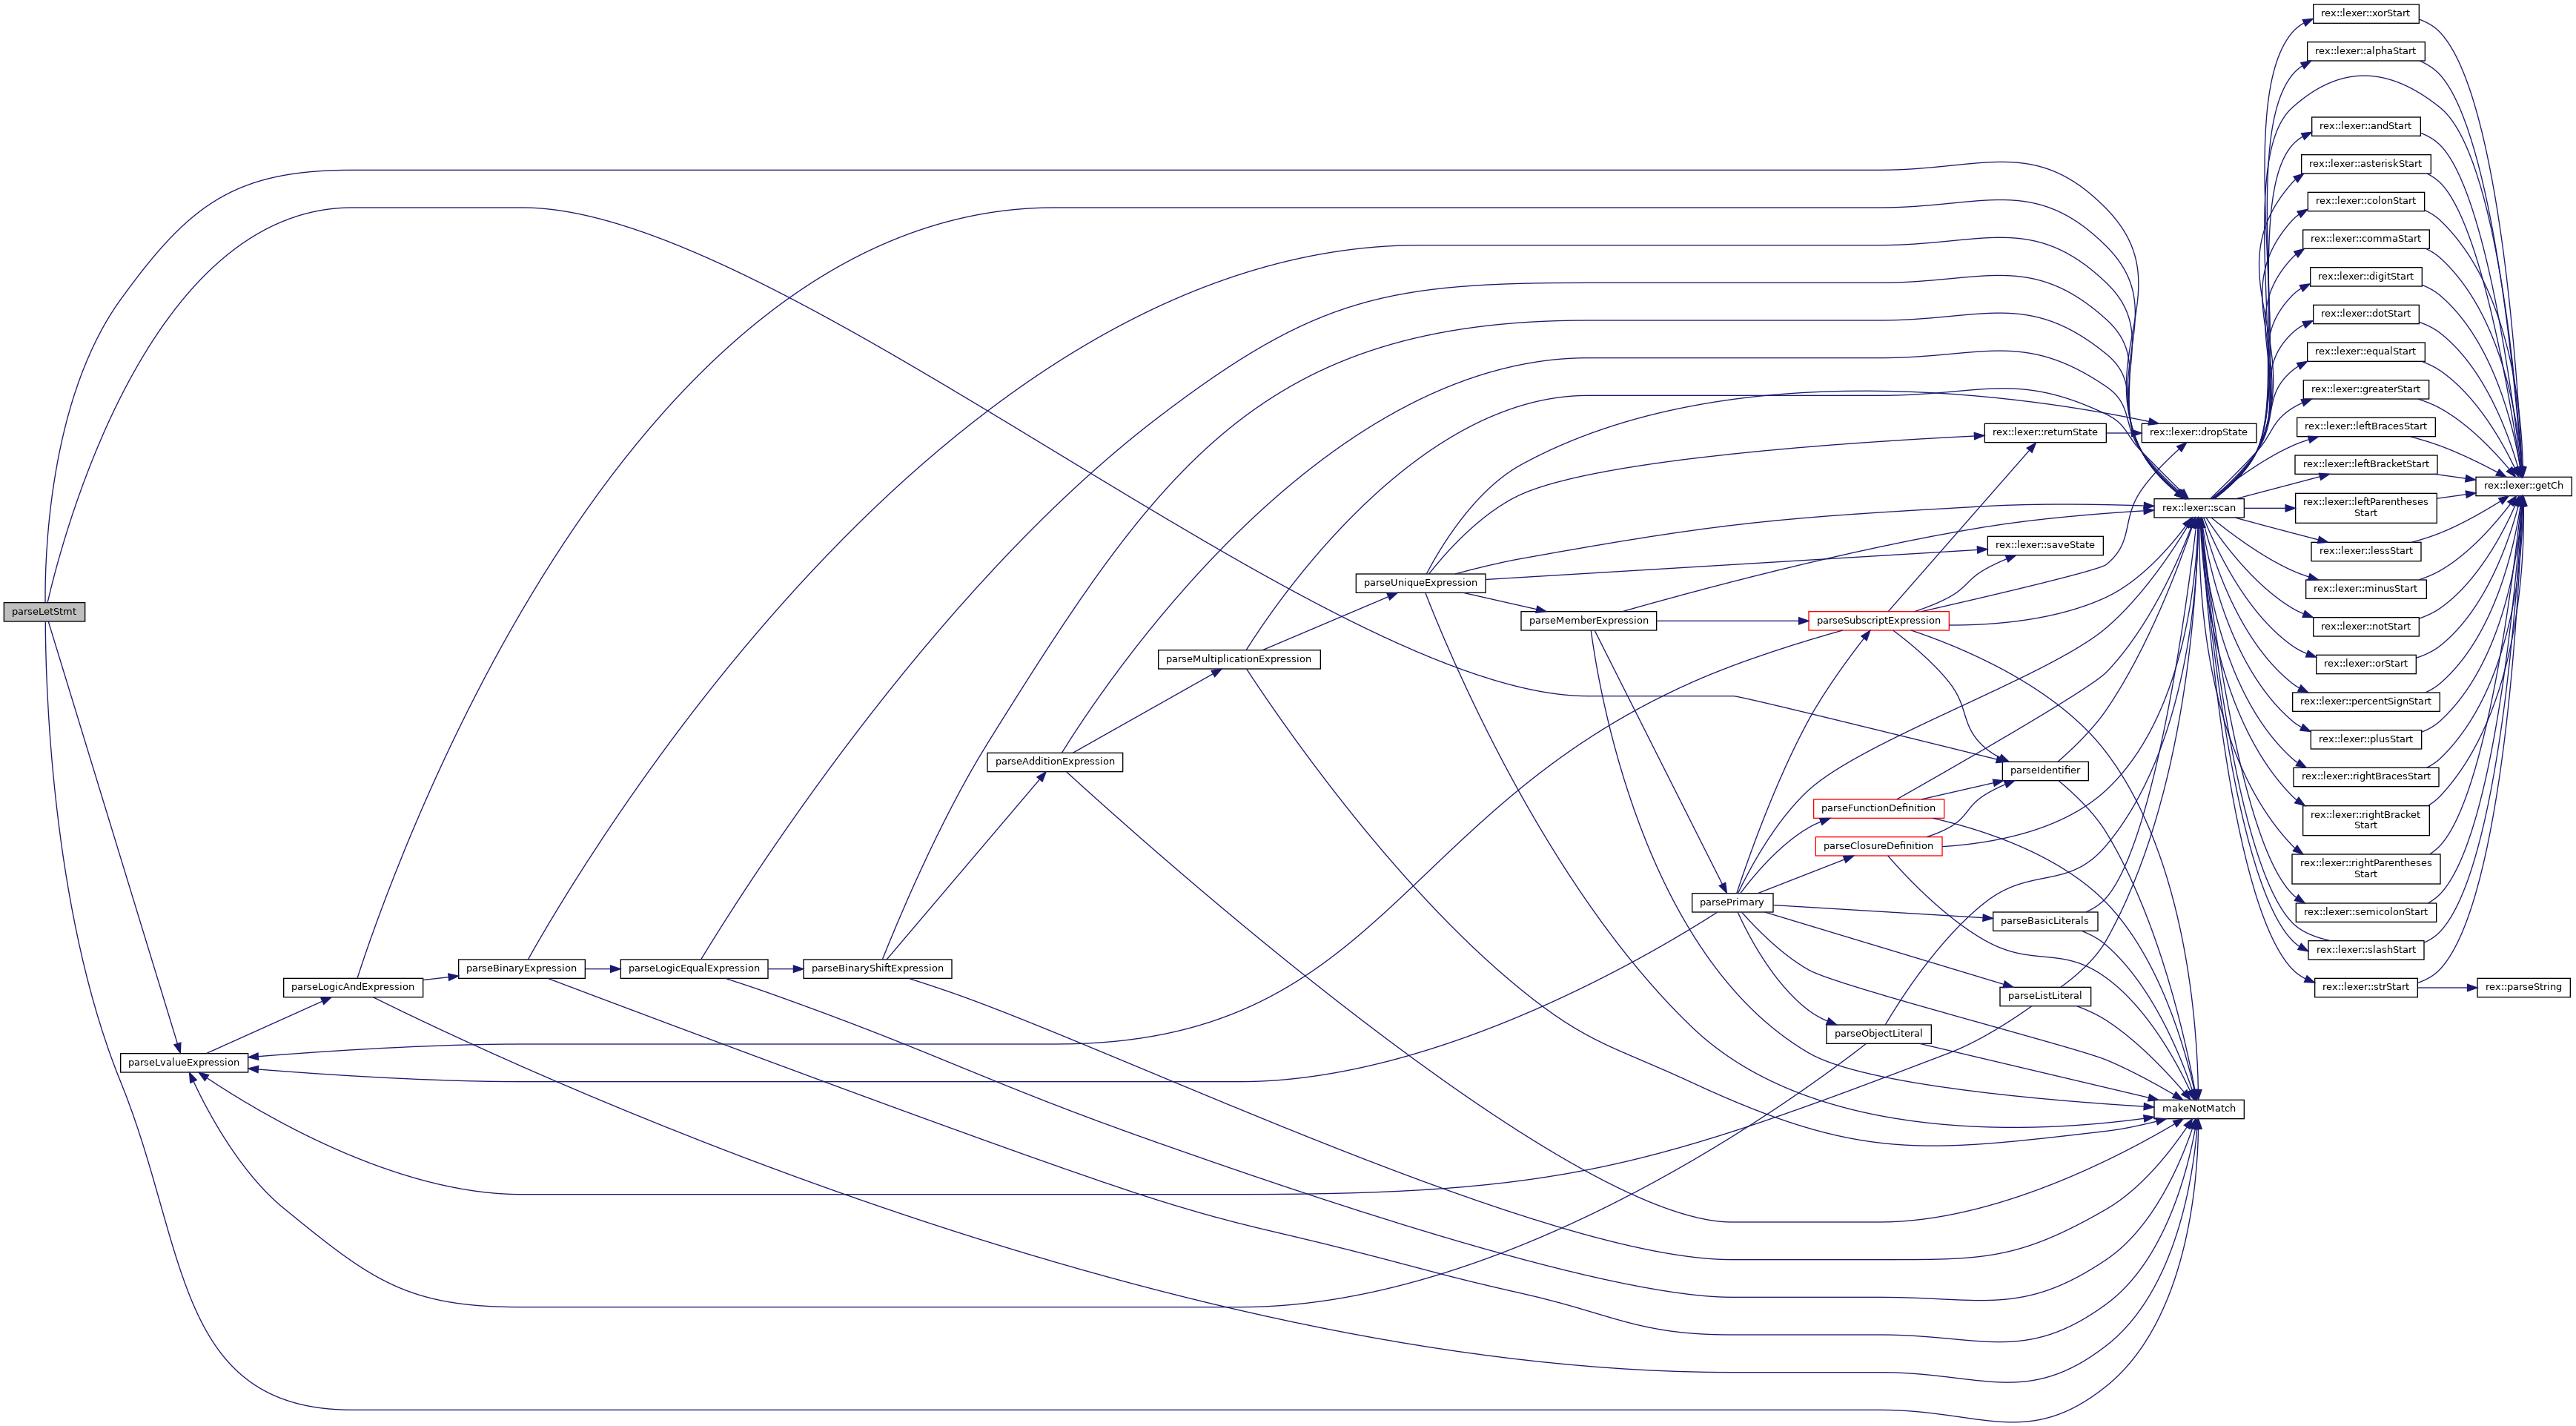 parseLetStmt
parseLvalueExpression
parseLogicAndExpression
parseBinaryExpression
parseLogicEqualExpression
parseBinaryShiftExpression
parseAdditionExpression
parseMultiplicationExpression
parseUniqueExpression
parseMemberExpression
parsePrimary
parseSubscriptExpression
parseFunctionDefinition
parseClosureDefinition
parseObjectLiteral
rex::lexer::returnState
rex::lexer::saveState
parseIdentifier
parseBasicLiterals
parseListLiteral
rex::lexer::dropState
rex::lexer::scan
makeNotMatch
rex::lexer::xorStart
rex::lexer::alphaStart
rex::lexer::andStart
rex::lexer::asteriskStart
rex::lexer::colonStart
rex::lexer::commaStart
rex::lexer::digitStart
rex::lexer::dotStart
rex::lexer::equalStart
rex::lexer::greaterStart
rex::lexer::leftBracesStart
rex::lexer::leftBracketStart
rex::lexer::leftParentheses
Start
rex::lexer::lessStart
rex::lexer::minusStart
rex::lexer::notStart
rex::lexer::orStart
rex::lexer::percentSignStart
rex::lexer::plusStart
rex::lexer::rightBracesStart
rex::lexer::rightBracket
Start
rex::lexer::rightParentheses
Start
rex::lexer::semicolonStart
rex::lexer::slashStart
rex::lexer::strStart
rex::lexer::getCh
rex::parseString